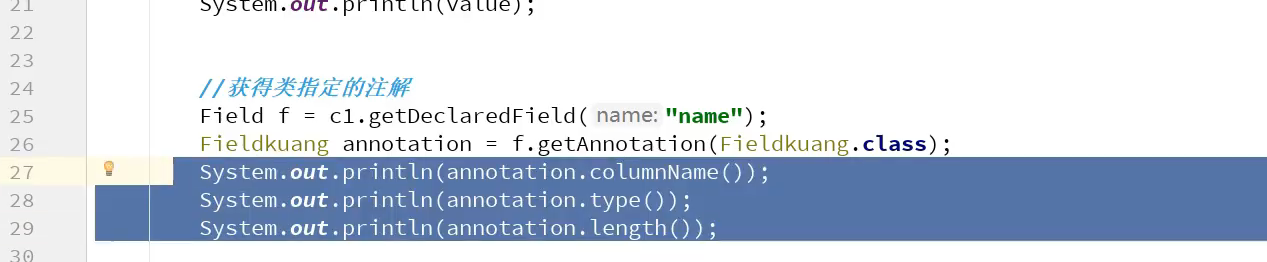 21 System.out.println(value);
22
23
24 //获得类指定的注解
25 Field f = c1.getDeclaredField( name: "name");
26 Fieldkuang annotation = f.getAnnotation(Fieldkuang.class);
27 System.out.println(annotation.columnName());
28 System.out.println(annotation.type());
29 System.out.println(annotation.length());
30